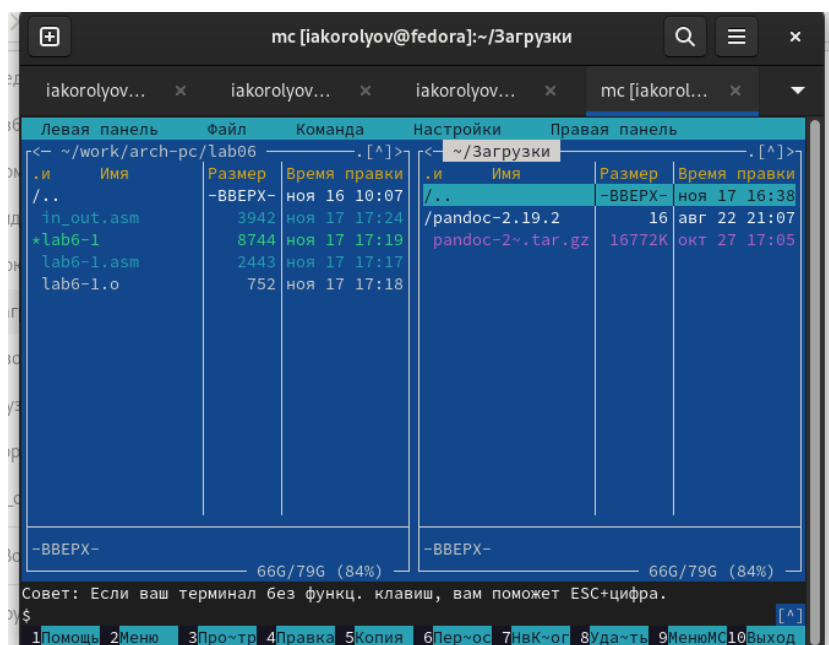 mc [iakorolyov@fedora]:~/Загрузки
iakorolyov... × iakorolyov... × iakorolyov... × mc [iakorol... ×
Левая панель Файл Команда Настройки Правая панель
<— ~/work/arch-pc/lab06 .[^]> <— ~/Загрузки .[^]>
.и Имя Размер Время правки .и Имя Размер Время правки
/.. -ВВЕРХ- ноя 16 10:07 /.. -ВВЕРХ- ноя 17 16:38
in_out.asm 3942 ноя 17 17:24 /pandoc-2.19.2 16 авг 22 21:07
*lab6-1 8744 ноя 17 17:19 pandoc-2~.tar.gz 16772K окт 27 17:05
lab6-1.asm 2443 ноя 17 17:17
lab6-1.o 752 ноя 17 17:18
-ВВЕРХ- -ВВЕРХ-
66G/79G (84%) 66G/79G (84%)
Совет: Если ваш терминал без функц. клавиш, вам поможет ESC+цифра.
$ [^]
1Помощь 2Меню 3Про~тр 4Правка 5Копия 6Пер~ос 7НвК~ог 8Уда~ть 9МенюMC10Выход